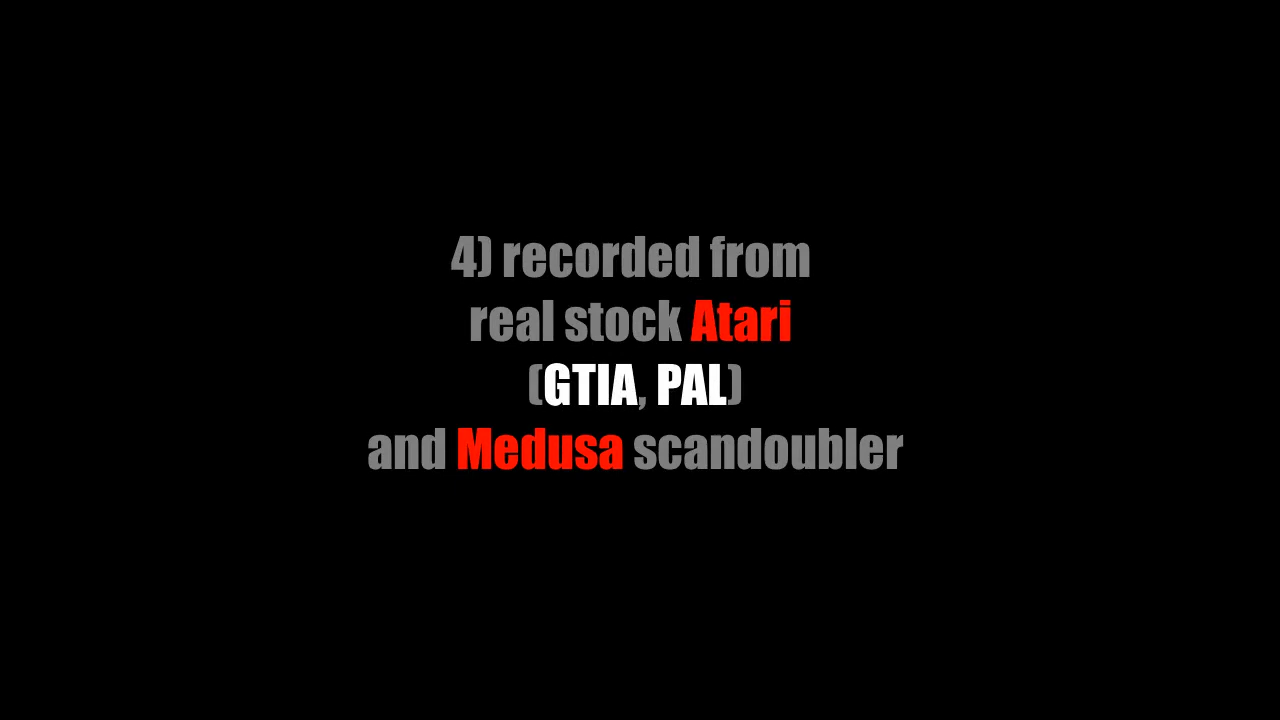 4) recorded from
real stock Atari
(GTIA, PAL)
and Medusa scandoubler